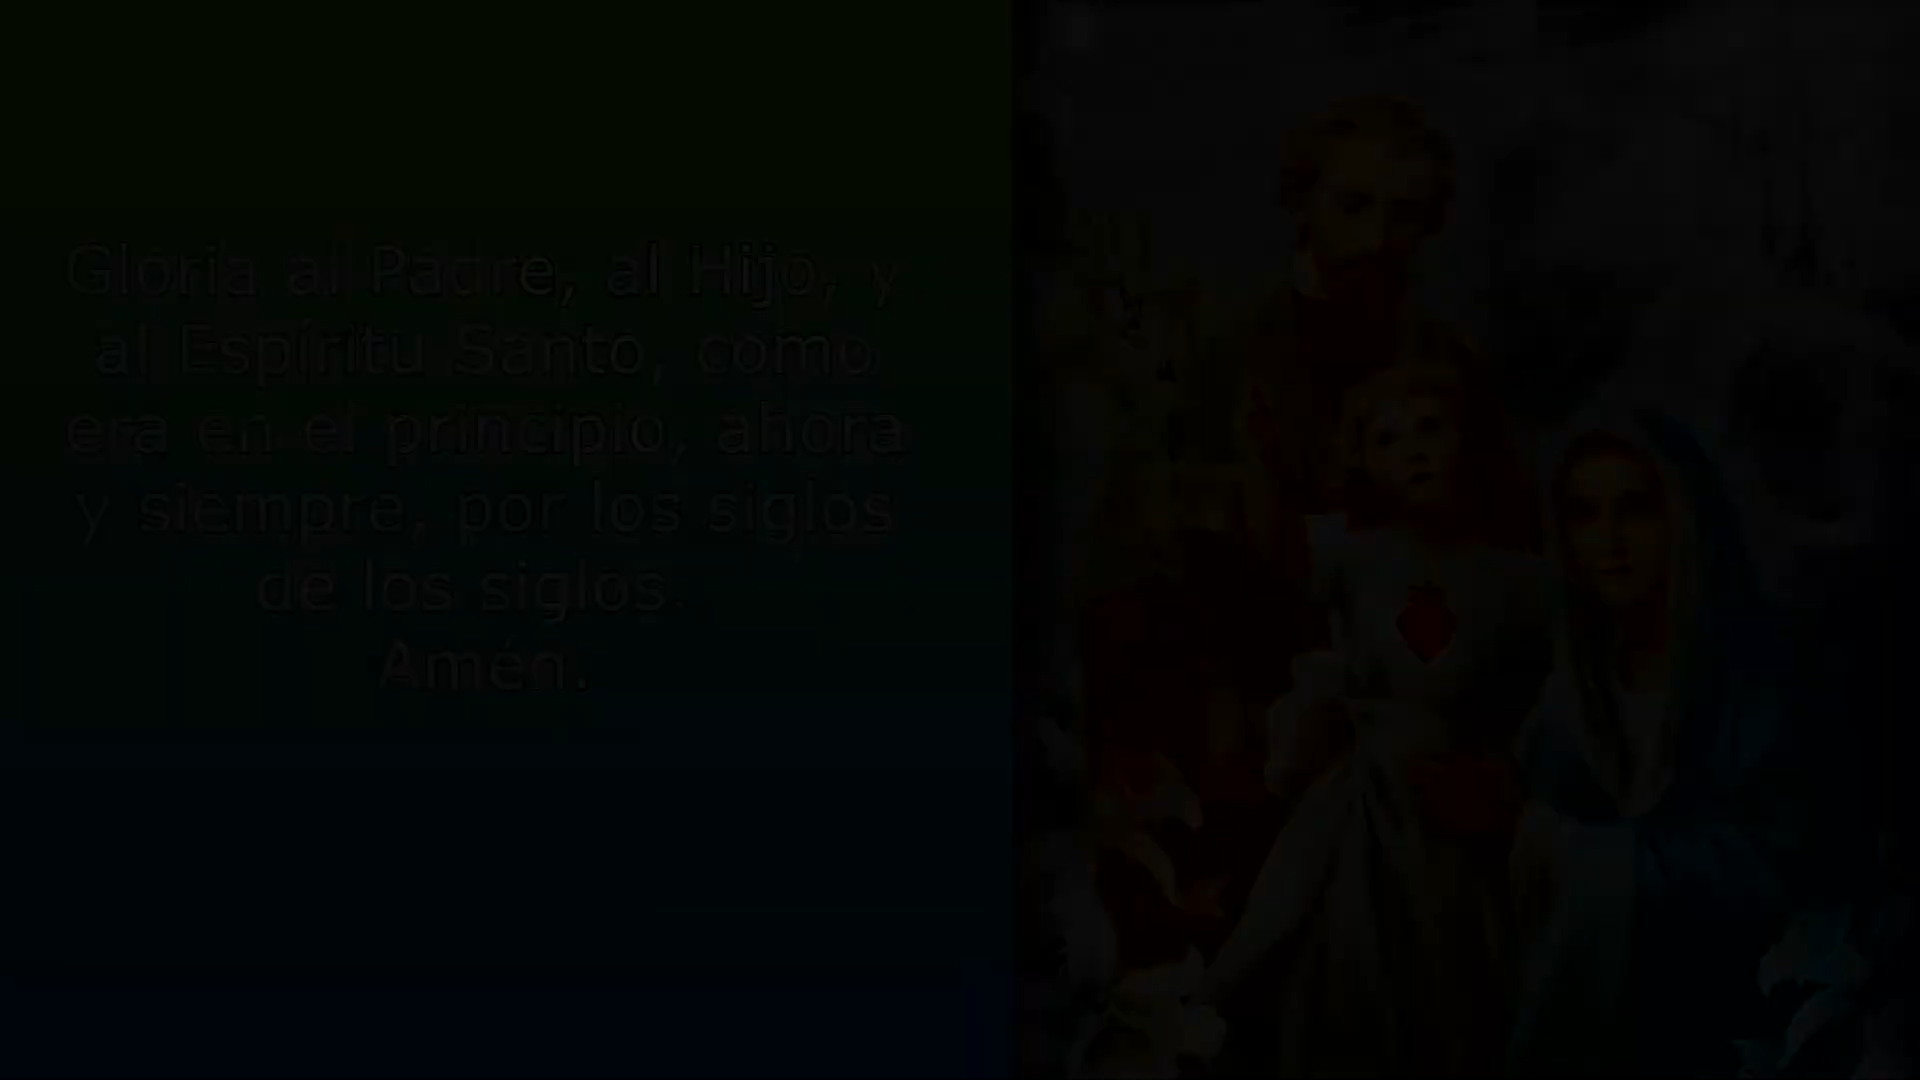 Gloria al Padre, al Hijo, y
al Espíritu Santo, como
era en el principio, ahora
y siempre, por los siglos
de los siglos.
Amén.